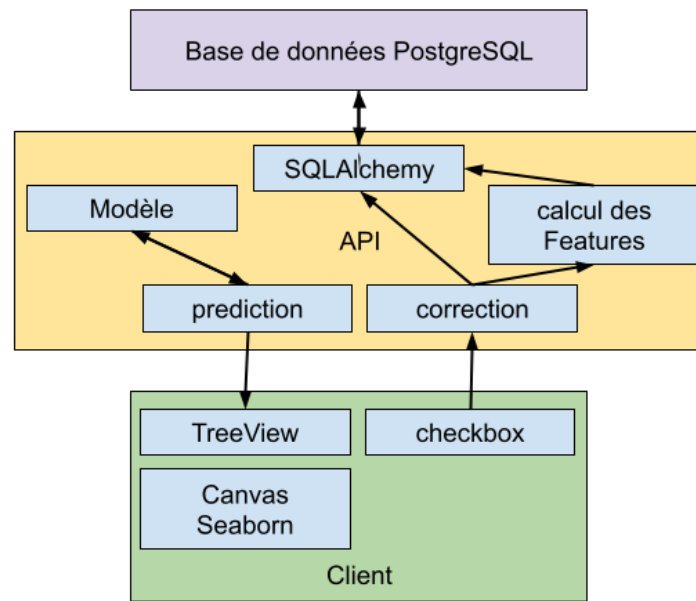 Base de données PostgreSQL
SQLAlchemy
Modèle
calcul des
Features
API
prediction
correction
TreeView
checkbox
Canvas
Seaborn
Client